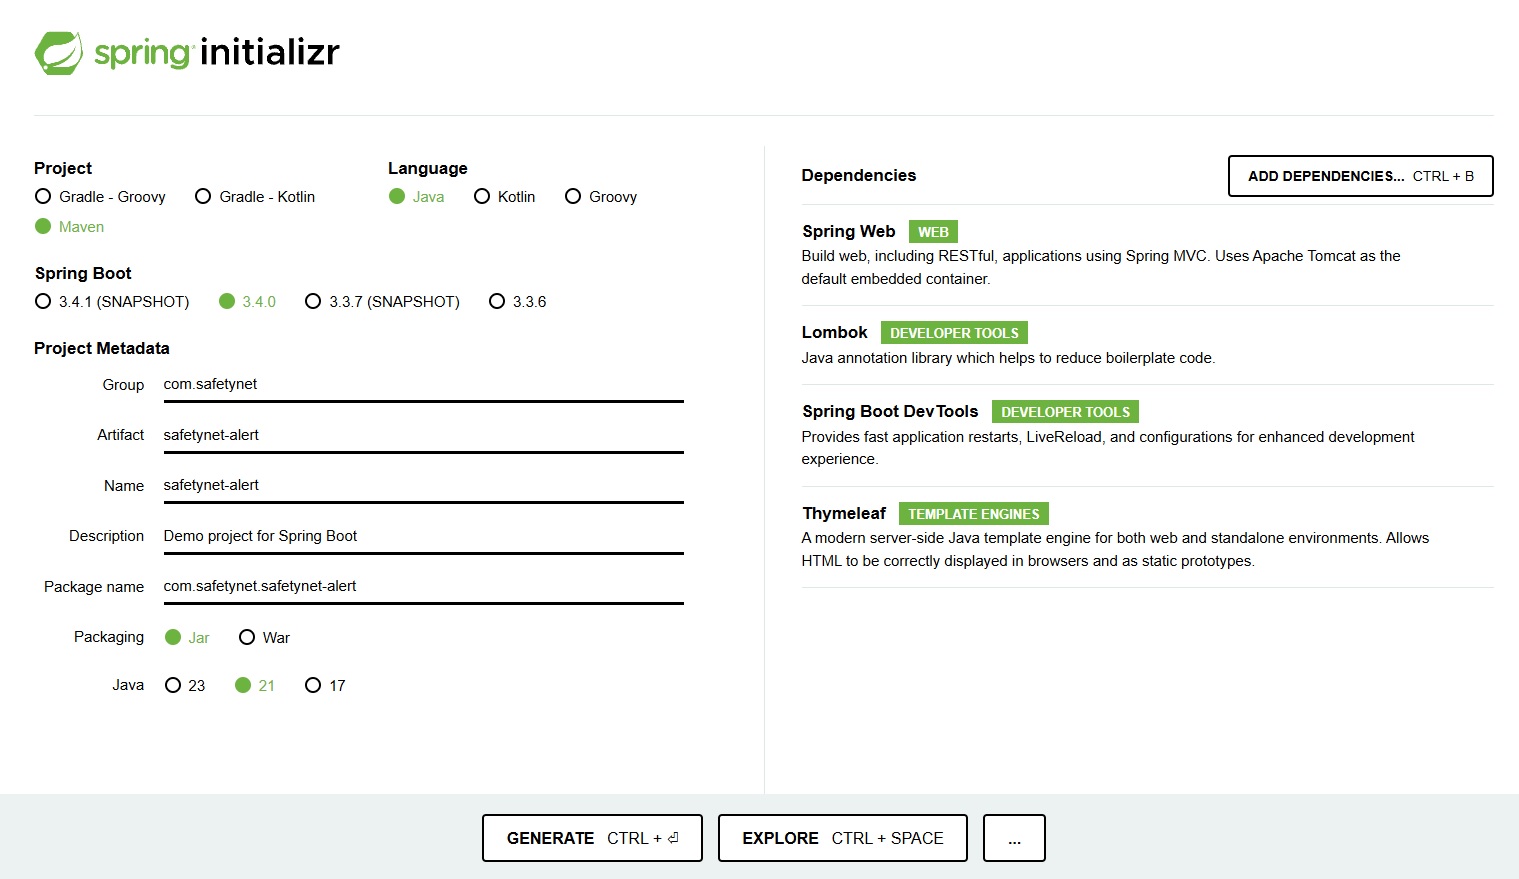 spring initializr
Project
Gradle - Groovy Gradle - Kotlin
Maven
Language
Java Kotlin Groovy
Spring Boot
3.4.1 (SNAPSHOT) 3.4.0 3.3.7 (SNAPSHOT) 3.3.6
Project Metadata
Group com.safetynet
Artifact safetynet-alert
Name safetynet-alert
Description Demo project for Spring Boot
Package name com.safetynet.safetynet-alert
Packaging Jar War
Java 23 21 17
Dependencies ADD DEPENDENCIES... CTRL + B
Spring Web WEB
Build web, including RESTful, applications using Spring MVC. Uses Apache Tomcat as the
default embedded container.
Lombok DEVELOPER TOOLS
Java annotation library which helps to reduce boilerplate code.
Spring Boot DevTools DEVELOPER TOOLS
Provides fast application restarts, LiveReload, and configurations for enhanced development
experience.
Thymeleaf TEMPLATE ENGINES
A modern server-side Java template engine for both web and standalone environments. Allows
HTML to be correctly displayed in browsers and as static prototypes.
GENERATE CTRL + ⏎ EXPLORE CTRL + SPACE ...